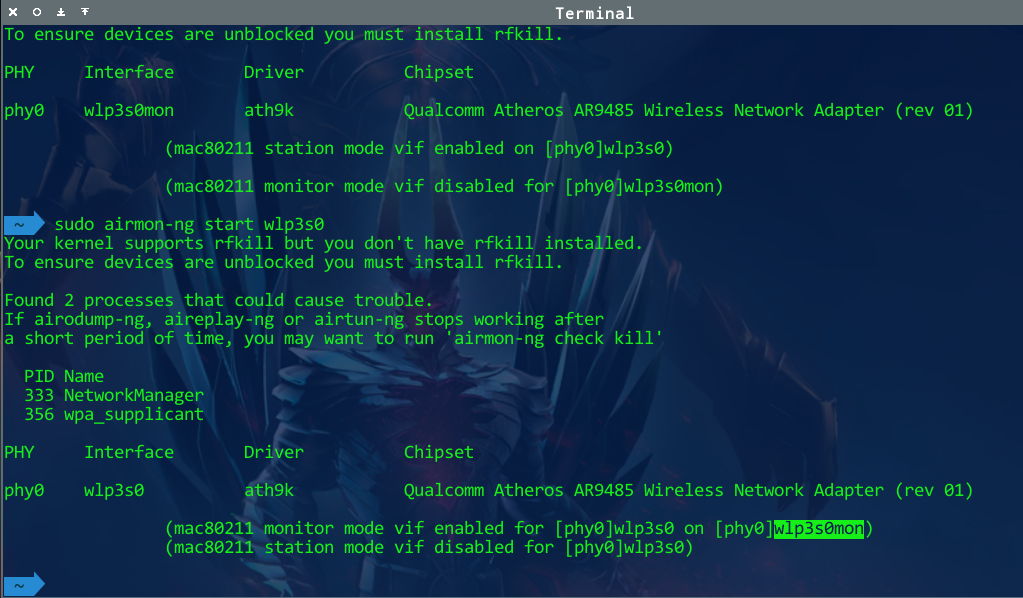 Terminal
To ensure devices are unblocked you must install rfkill.
PHY Interface Driver Chipset
phy0 wlp3s0mon ath9k Qualcomm Atheros AR9485 Wireless Network Adapter (rev 01)
(mac80211 station mode vif enabled on [phy0]wlp3s0)
(mac80211 monitor mode vif disabled for [phy0]wlp3s0mon)
~ sudo airmon-ng start wlp3s0
Your kernel supports rfkill but you don't have rfkill installed.
To ensure devices are unblocked you must install rfkill.
Found 2 processes that could cause trouble.
If airodump-ng, aireplay-ng or airtun-ng stops working after
a short period of time, you may want to run 'airmon-ng check kill'
PID Name
333 NetworkManager
356 wpa_supplicant
PHY Interface Driver Chipset
phy0 wlp3s0 ath9k Qualcomm Atheros AR9485 Wireless Network Adapter (rev 01)
(mac80211 monitor mode vif enabled for [phy0]wlp3s0 on [phy0]wlp3s0mon)
(mac80211 station mode vif disabled for [phy0]wlp3s0)
~